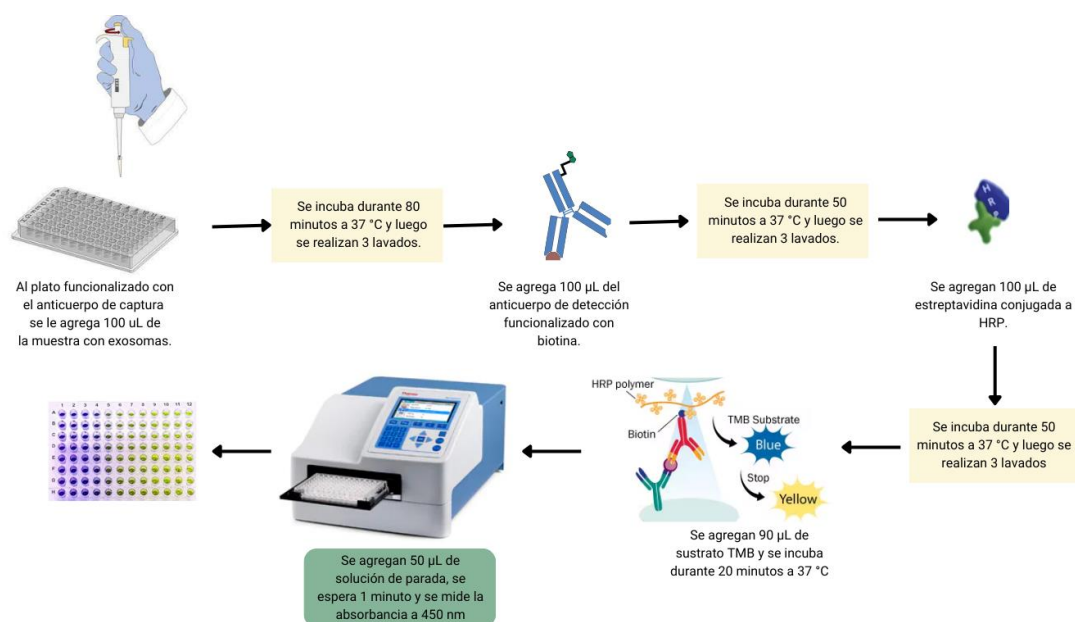 Al plato funcionalizado con
el anticuerpo de captura
se le agrega 100 uL de
la muestra con exosomas.
Se incuba durante 80
minutos a 37 °C y luego
se realizan 3 lavados.
Se agrega 100 µL del
anticuerpo de detección
funcionalizado con
biotina.
Se incuba durante 50
minutos a 37 °C y luego se
realizan 3 lavados.
HRP
Se agregan 100 µL de
estreptavidina conjugada a
HRP.
Se incuba durante 50
minutos a 37 °C y luego se
realizan 3 lavados
HRP polymer
TMB Substrate
Biotin
Blue
Stop
Yellow
Se agregan 90 µL de
sustrato TMB y se incuba
durante 20 minutos a 37 °C
Se agregan 50 µL de
solución de parada, se
espera 1 minuto y se mide la
absorbancia a 450 nm
1 2 3 4 5 6 7 8 9 10 11 12
A
B
C
D
E
F
G
H